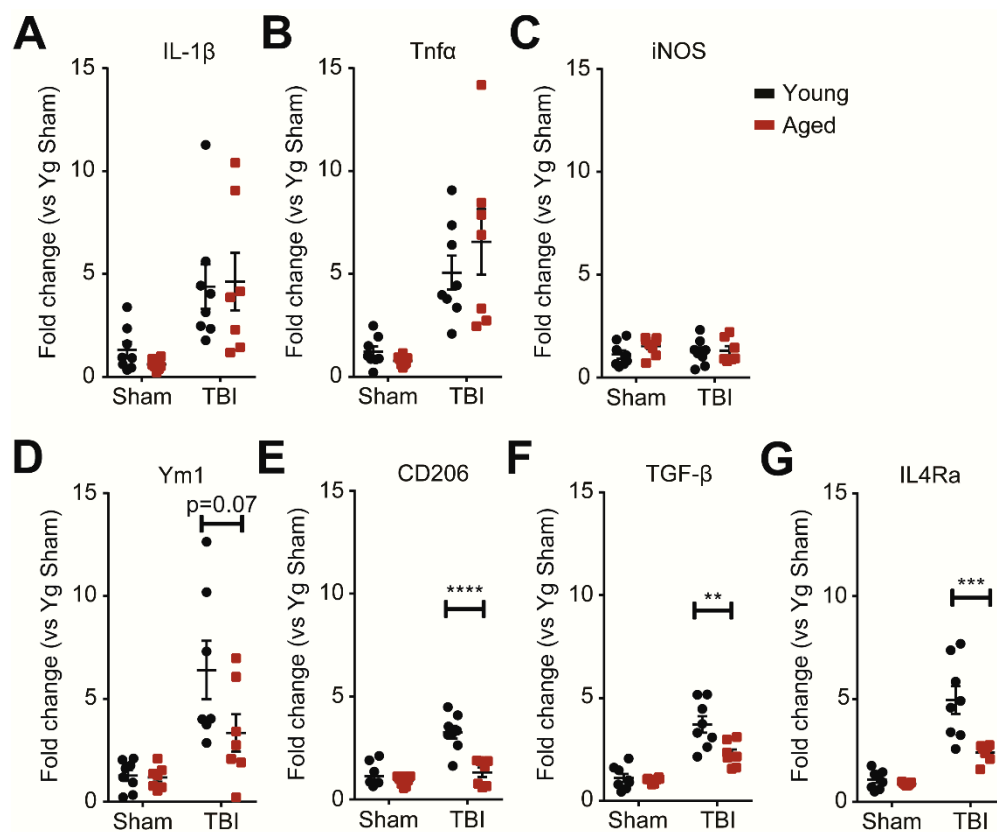 A
IL-1β
Fold change (vs Yg Sham)
15
10
5
0
Sham TBI
B
Tnfα
Fold change (vs Yg Sham)
15
10
5
0
Sham TBI
C
iNOS
Fold change (vs Yg Sham)
15
10
5
0
Sham TBI
Young
Aged
D
Ym1
Fold change (vs Yg Sham)
15
10
5
0
p=0.07
Sham TBI
E
CD206
Fold change (vs Yg Sham)
15
10
5
0
****
Sham TBI
F
TGF-β
Fold change (vs Yg Sham)
15
10
5
0
**
Sham TBI
G
IL4Ra
Fold change (vs Yg Sham)
15
10
5
0
***
Sham TBI